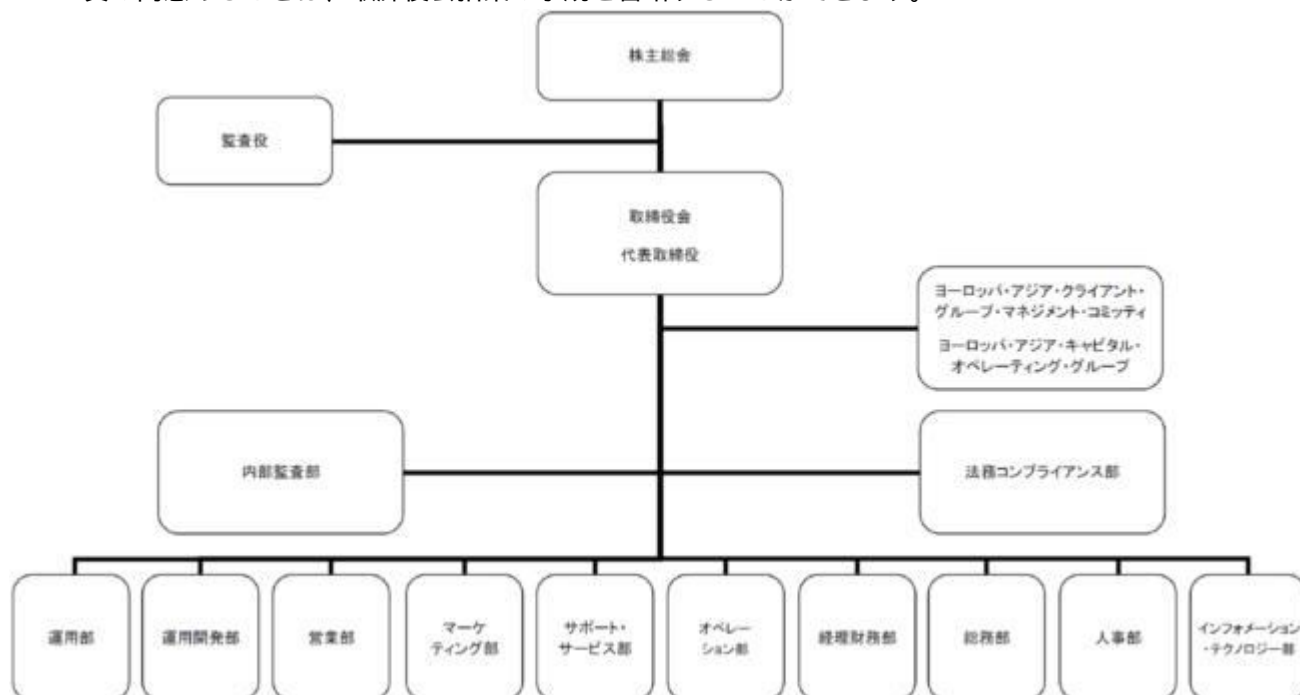 株主総会
監査役
取締役会
代表取締役
ヨーロッパ・アジア・クライアント・
グループ・マネジメント・コミッティ
ヨーロッパ・アジア・キャピタル・
オペレーティング・グループ
内部監査部
法務コンプライアンス部
運用部
運用開発部
営業部
マーケ
ティング部
サポート・
サービス部
オペレー
ション部
経理財務部
総務部
人事部
インフォメーション
・テクノロジー部